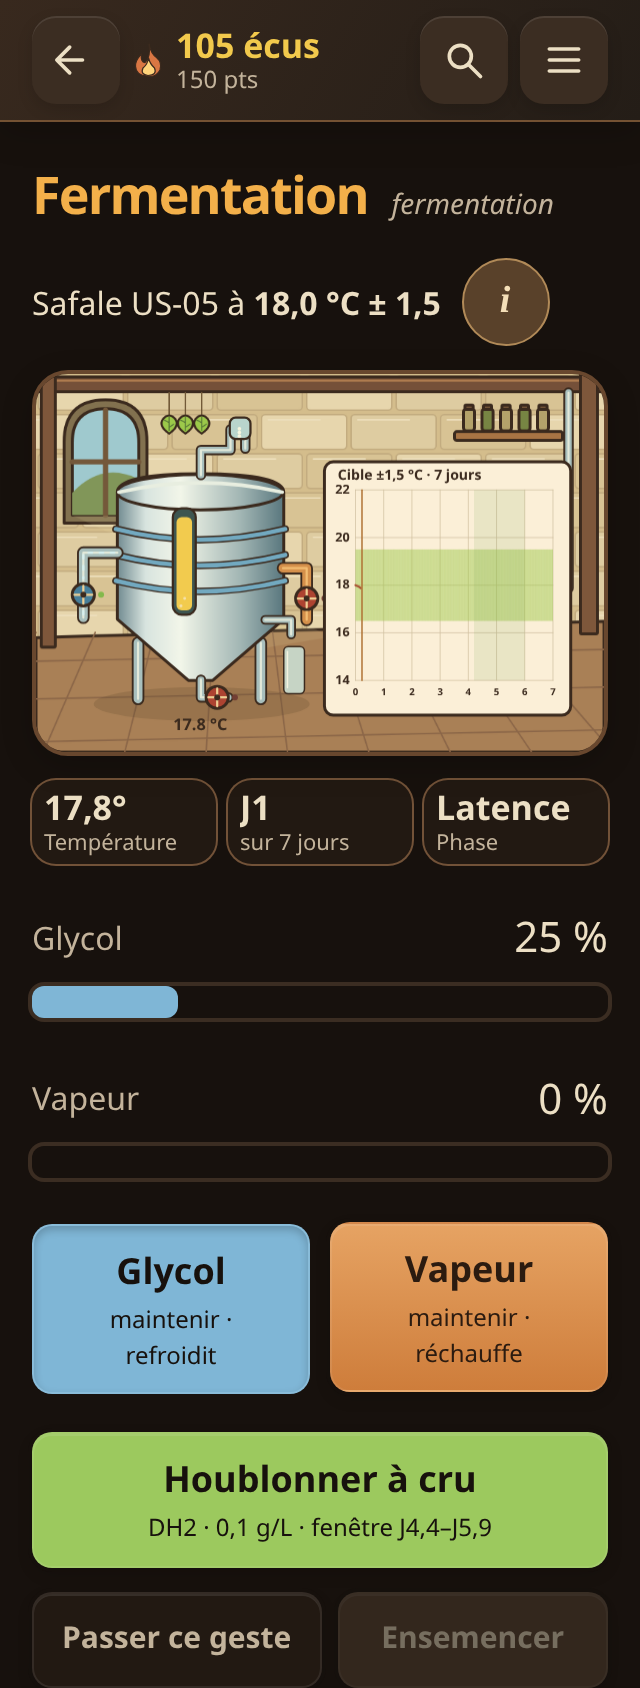 105 écus
150 pts
Fermentation fermentation
Safale US-05 à 18,0 °C ± 1,5 i
Cible ±1,5 °C · 7 jours
22
20
18
16
14
0 1 2 3 4 5 6 7
17.8 °C
17,8° J1 Latence
Température sur 7 jours Phase
Glycol 25 %
Vapeur 0 %
Glycol
maintenir ·
refroidit
Vapeur
maintenir ·
réchauffe
Houblonner à cru
DH2 · 0,1 g/L · fenêtre J4,4–J5,9
Passer ce geste Ensemencer